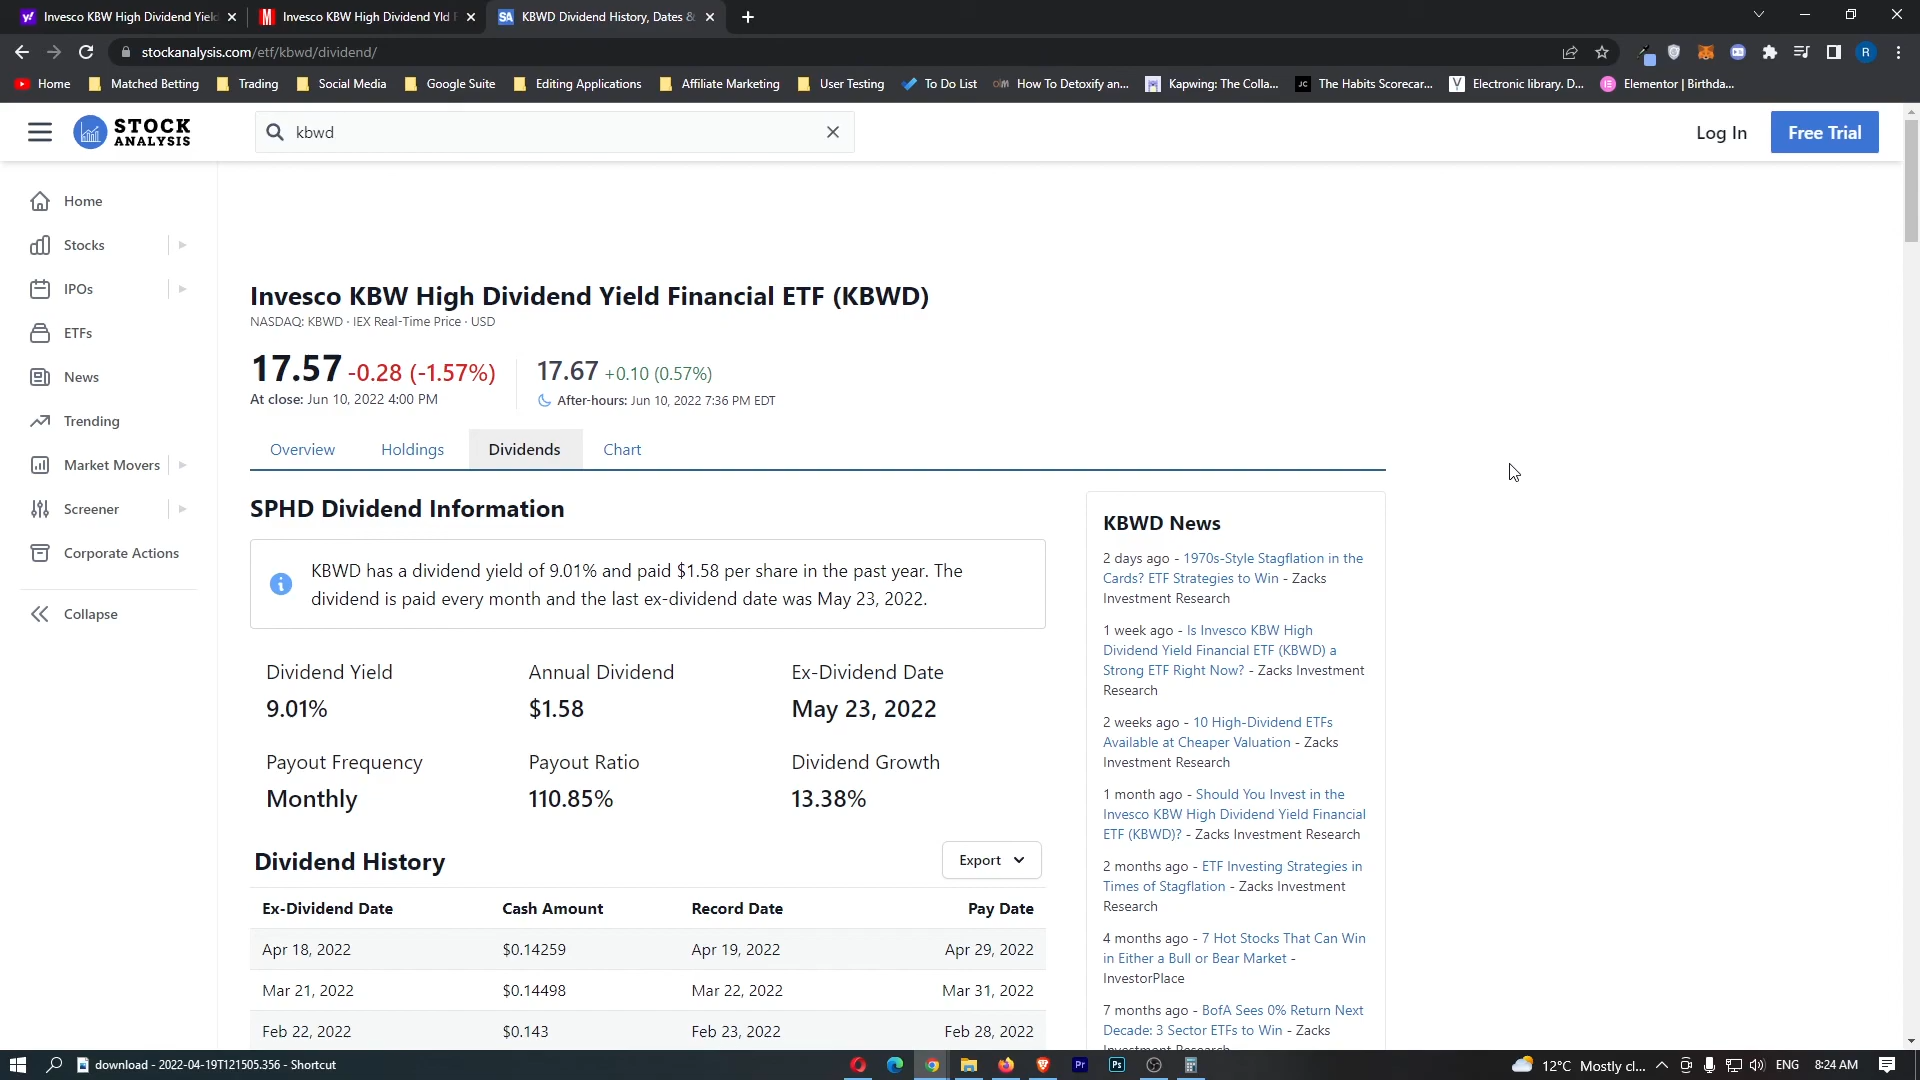 Invesco KBW High Dividend Yield
Invesco KBW High Dividend Yld
SA
KBWD Dividend History, Dates &
stockanalysis.com/etf/kbwd/dividend/
R
Home
Matched Betting
Trading
Social Media
Google Suite
Editing Applications
Affiliate Marketing
User Testing
To Do List
How To Detoxify an...
Kapwing: The Colla...
JC
The Habits Scorecar...
Electronic library. D...
Elementor | Birthda...
STOCK
ANALYSIS
kbwd
Log In
Free Trial
Home
Stocks
IPOs
ETFs
News
Trending
Market Movers
Screener
Corporate Actions
Collapse
Invesco KBW High Dividend Yield Financial ETF (KBWD)
NASDAQ: KBWD · IEX Real-Time Price · USD
17.57 -0.28 (-1.57%)
At close: Jun 10, 2022 4:00 PM
17.67 +0.10 (0.57%)
After-hours: Jun 10, 2022 7:36 PM EDT
Overview
Holdings
Dividends
Chart
SPHD Dividend Information
KBWD has a dividend yield of 9.01% and paid $1.58 per share in the past year. The
dividend is paid every month and the last ex-dividend date was May 23, 2022.
Dividend Yield
9.01%
Annual Dividend
$1.58
Ex-Dividend Date
May 23, 2022
Payout Frequency
Monthly
Payout Ratio
110.85%
Dividend Growth
13.38%
Dividend History
Export
Ex-Dividend Date Cash Amount Record Date Pay Date
Apr 18, 2022 $0.14259 Apr 19, 2022 Apr 29, 2022
Mar 21, 2022 $0.14498 Mar 22, 2022 Mar 31, 2022
Feb 22, 2022 $0.143 Feb 23, 2022 Feb 28, 2022
KBWD News
2 days ago - 1970s-Style Stagflation in the
Cards? ETF Strategies to Win - Zacks
Investment Research
1 week ago - Is Invesco KBW High
Dividend Yield Financial ETF (KBWD) a
Strong ETF Right Now? - Zacks Investment
Research
2 weeks ago - 10 High-Dividend ETFs
Available at Cheaper Valuation - Zacks
Investment Research
1 month ago - Should You Invest in the
Invesco KBW High Dividend Yield Financial
ETF (KBWD)? - Zacks Investment Research
2 months ago - ETF Investing Strategies in
Times of Stagflation - Zacks Investment
Research
4 months ago - 7 Hot Stocks That Can Win
in Either a Bull or Bear Market -
InvestorPlace
7 months ago - BofA Sees 0% Return Next
Decade: 3 Sector ETFs to Win - Zacks
Investment Research
download - 2022-04-19T121505.356 - Shortcut
Pr
Ps
12°C Mostly cl...
ENG
8:24 AM